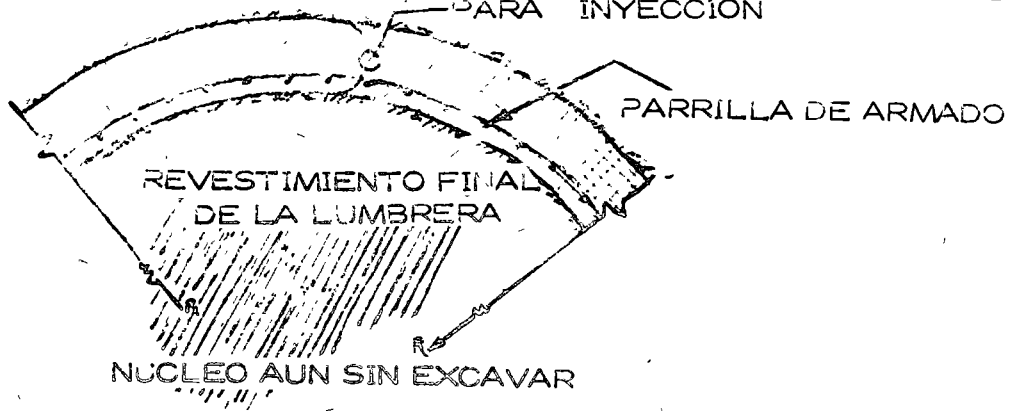 PARA INYECCION
PARRILLA DE ARMADO
REVESTIMIENTO FINAL
DE LA LUMBRERA
R
R
NUCLEO AUN SIN EXCAVAR